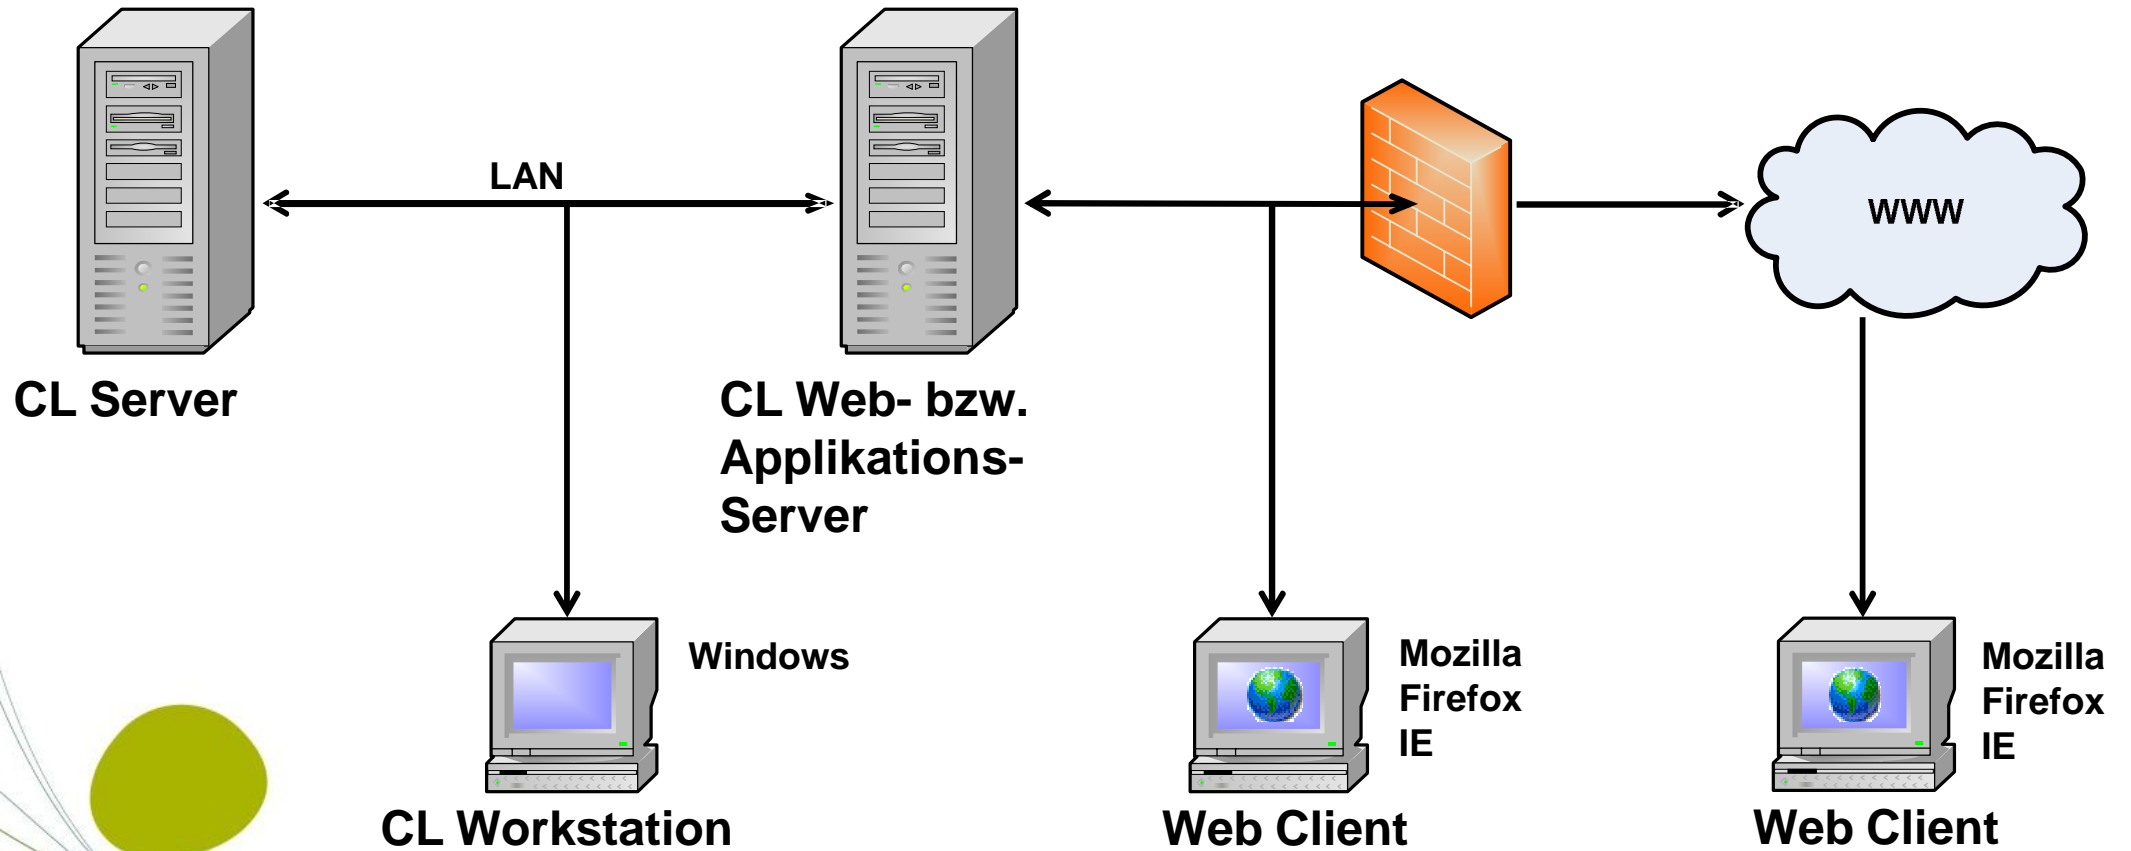 LAN
WWW
CL Server
CL Web- bzw.
Applikations-
Server
Windows
Mozilla
Firefox
IE
Mozilla
Firefox
IE
CL Workstation
Web Client
Web Client